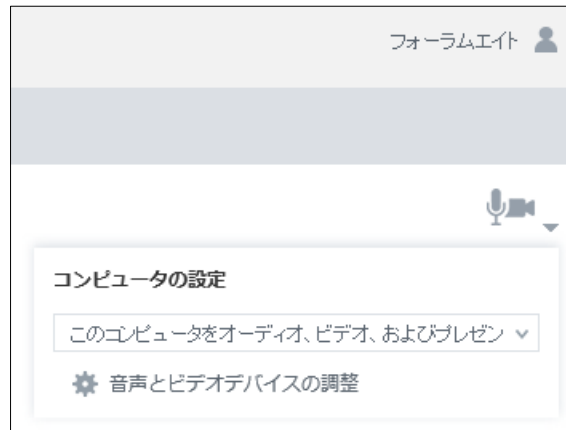 フォーラムエイト
コンピュータの設定
このコンピュータをオーディオ、ビデオ、およびプレゼン
音声とビデオデバイスの調整